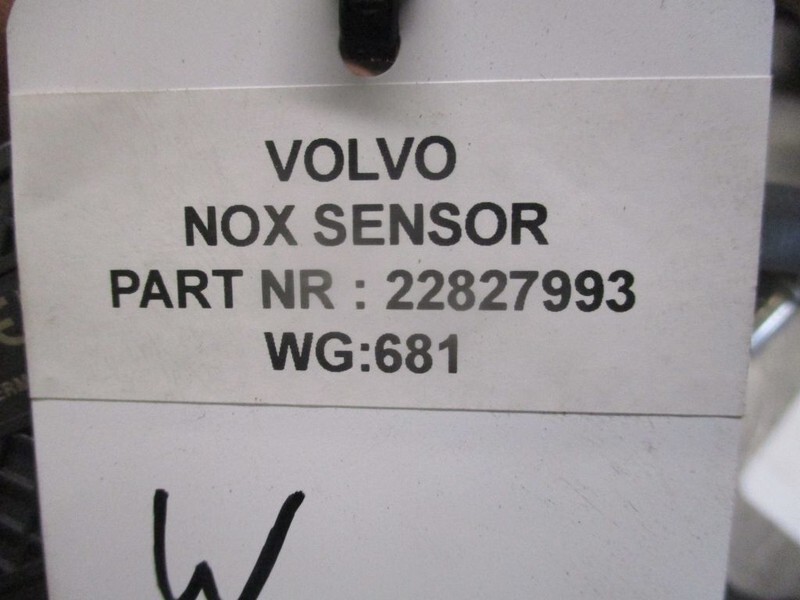 VOLVO
NOX SENSOR
PART NR : 22827993
WG:681
W